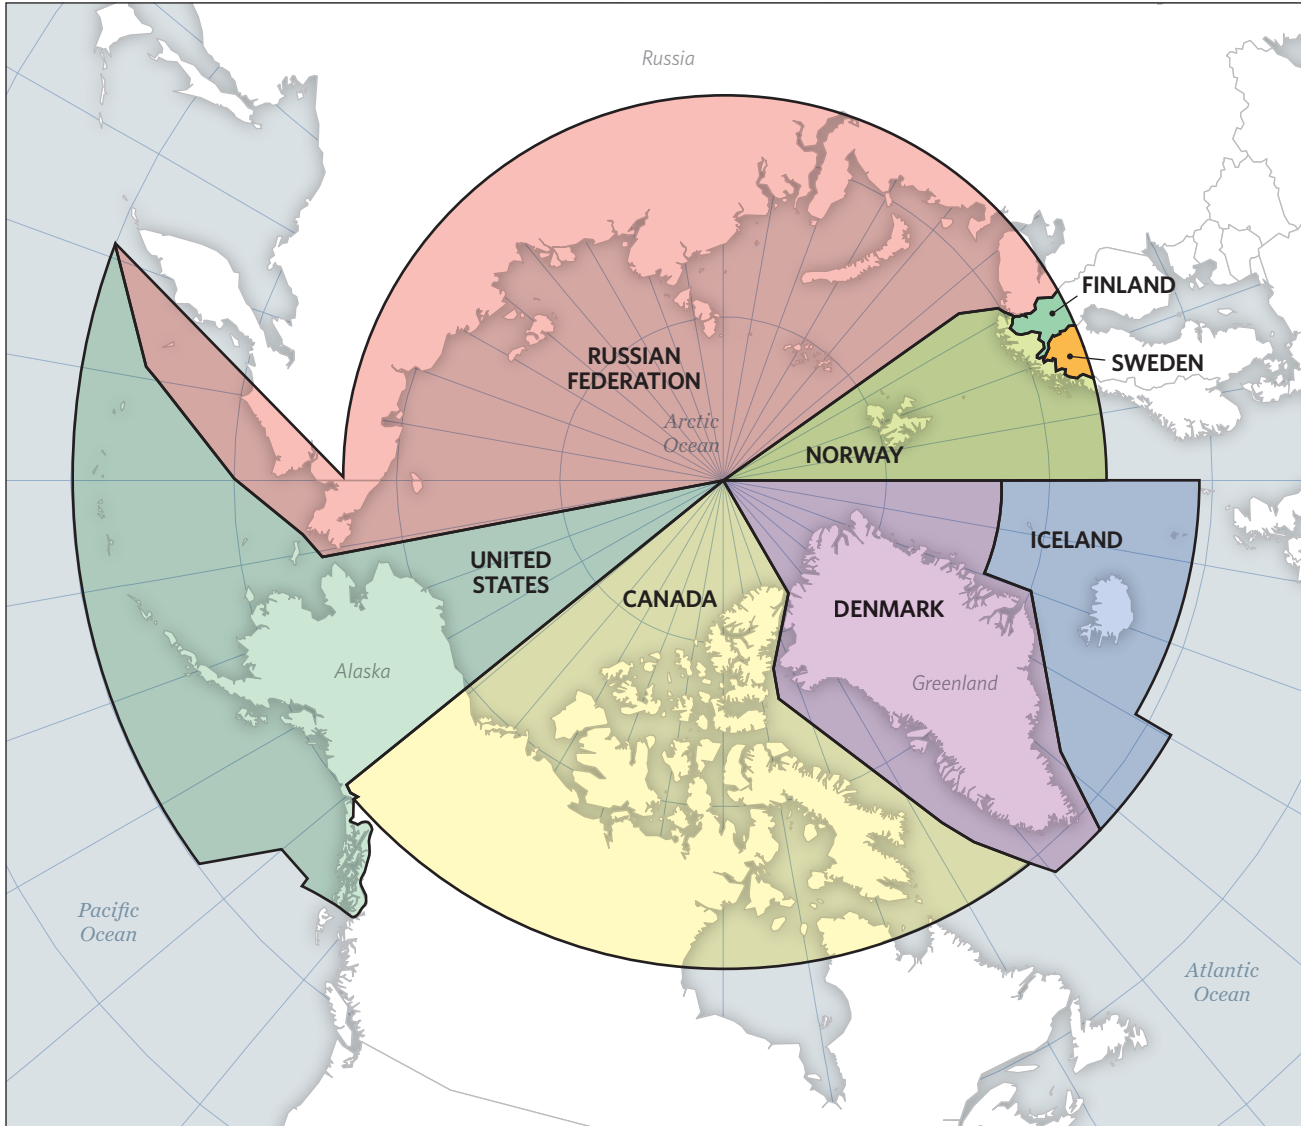 Russia
FINLAND
RUSSIAN
FEDERATION
SWEDEN
Arctic
Ocean
NORWAY
ICELAND
UNITED
STATES
CANADA
DENMARK
Alaska
Greenland
Pacific
Ocean
Atlantic
Ocean